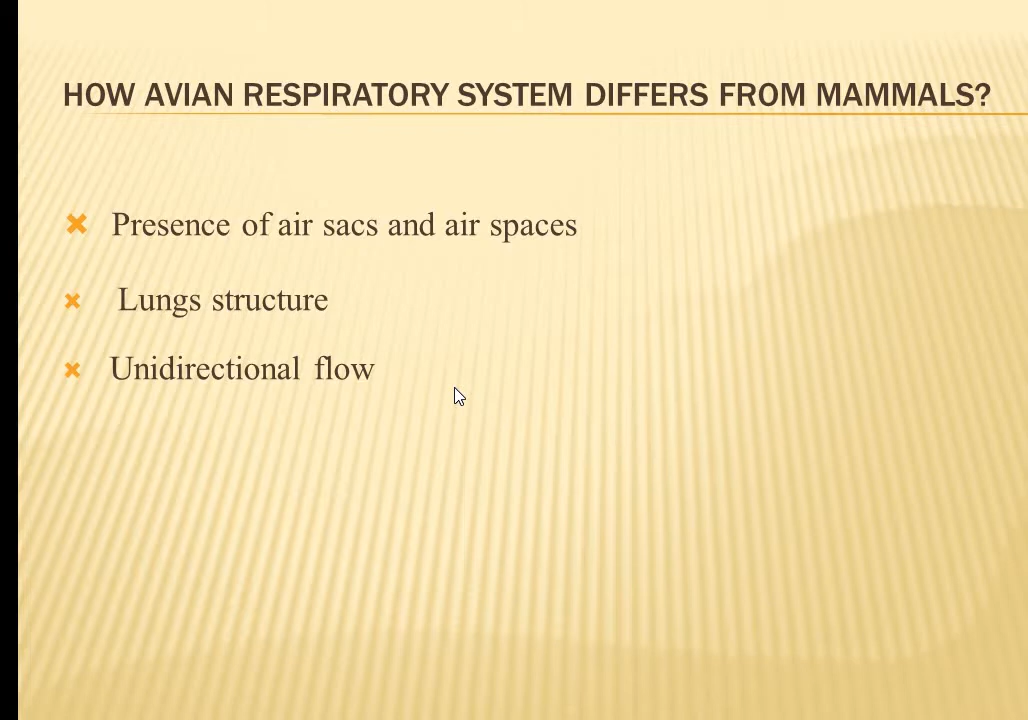 HOW AVIAN RESPIRATORY SYSTEM DIFFERS FROM MAMMALS?
Presence of air sacs and air spaces
Lungs structure
Unidirectional flow